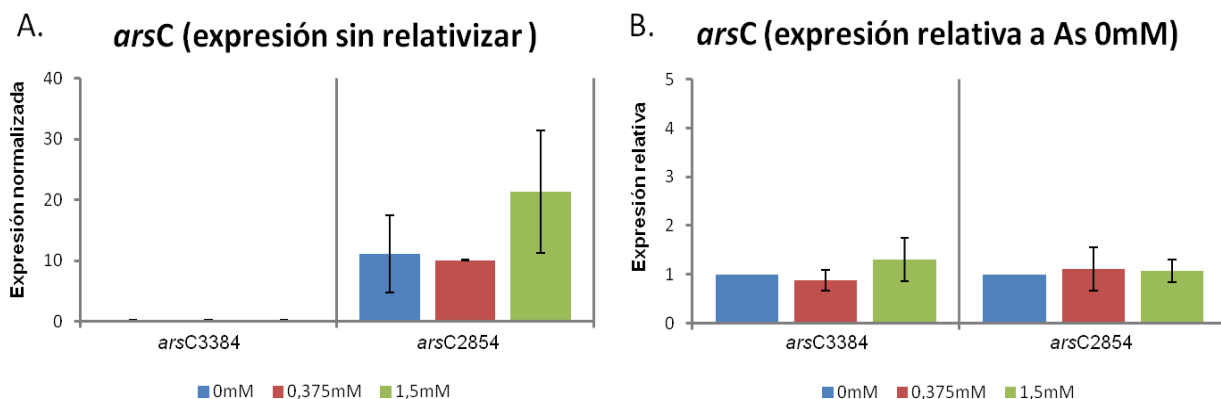 A.
arsC (expresión sin relativizar )
Expresión normalizada
40
30
20
10
0
arsC3384
arsC2854
0mM
0,375mM
1,5mM
B.
arsC (expresión relativa a As 0mM)
Expresión relativa
5
4
3
2
1
0
arsC3384
arsC2854
0mM
0,375mM
1,5mM